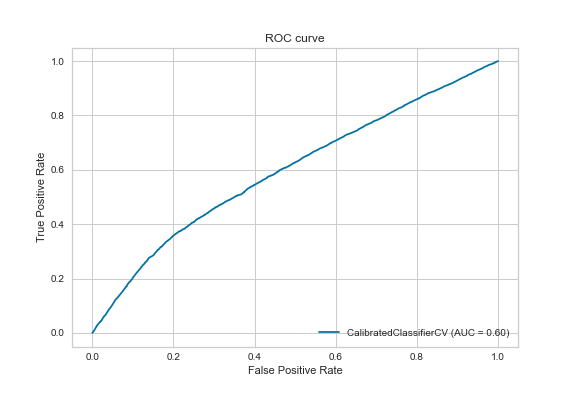 ROC curve
1.0
0.8
0.6
0.4
0.2
0.0
True Positive Rate
CalibratedClassifierCV (AUC = 0.60)
0.0 0.2 0.4 0.6 0.8 1.0
False Positive Rate